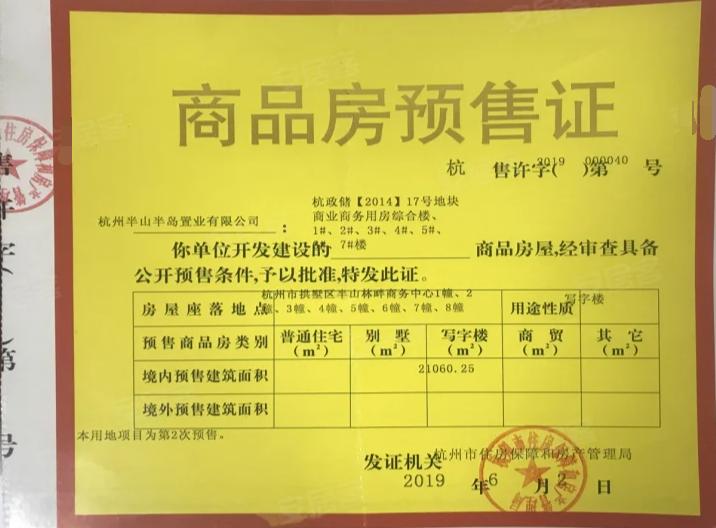 商品房预售证
杭 售许字(2019)第000040号
杭政储【2014】17号地块
商业商务用房综合楼、
杭州半山半岛置业有限公司：
1#、2#、3#、4#、5#、
7#楼
你单位开发建设的 商品房屋,经审查具备
公开预售条件,予以批准,特发此证。
杭州市拱墅区半山林畔商务中心1幢、2
房屋座落地点 幢、3幢、4幢、5幢、6幢、7幢、8幢 用途性质 写字楼
预售商品房类别 普通住宅(m²) 别墅(m²) 写字楼(m²) 商贸(m²) 其它(m²)
境内预售建筑面积 21060.25
境外预售建筑面积
本用地项目为第2次预售。
发证机关 杭州市住房保障和房产管理局
2019 年 6 月 2 日